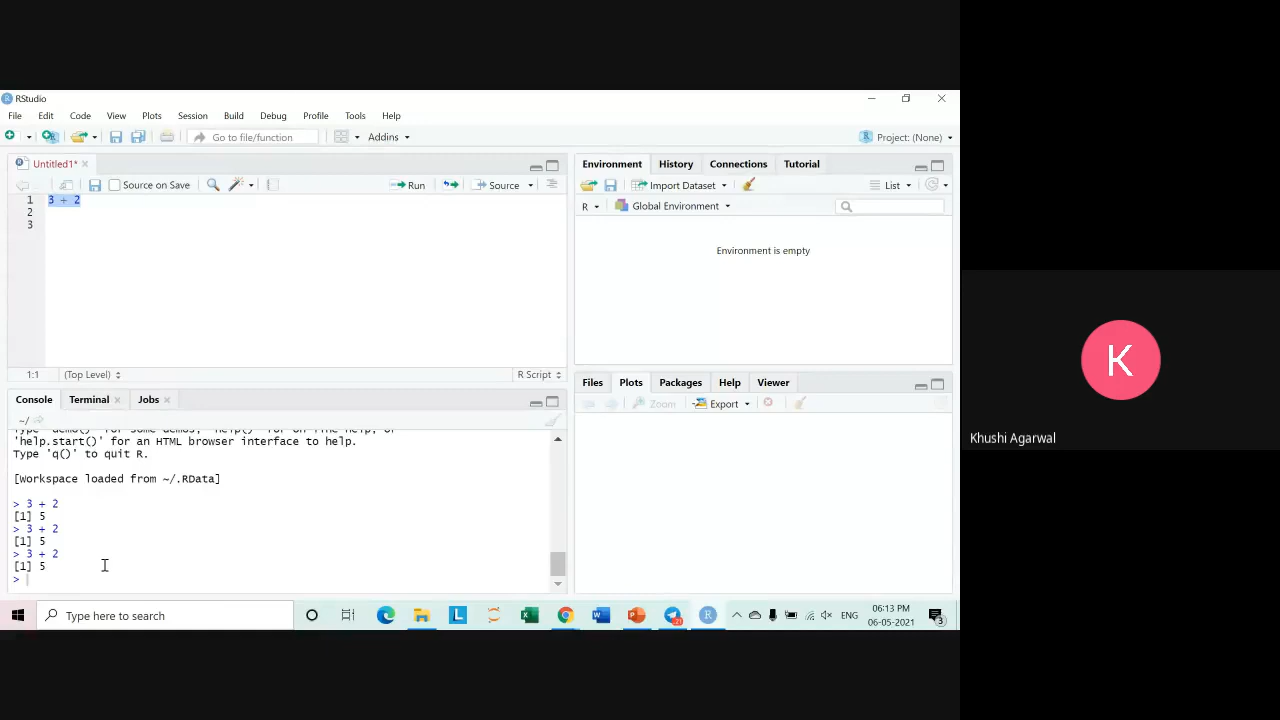 RStudio
File Edit Code View Plots Session Build Debug Profile Tools Help
Go to file/function Addins Project: (None)
Untitled1*
Source on Save Run Source
1 3 + 2
2
3
1:1 (Top Level) R Script
Console Terminal Jobs
~/
'help.start()' for an HTML browser interface to help.
Type 'q()' to quit R.
[Workspace loaded from ~/.RData]
> 3 + 2
[1] 5
> 3 + 2
[1] 5
> 3 + 2
[1] 5
>
Environment History Connections Tutorial
Import Dataset List
R Global Environment
Environment is empty
Files Plots Packages Help Viewer
Zoom Export
Type here to search
ENG
06:13 PM
06-05-2021
3
K
Khushi Agarwal